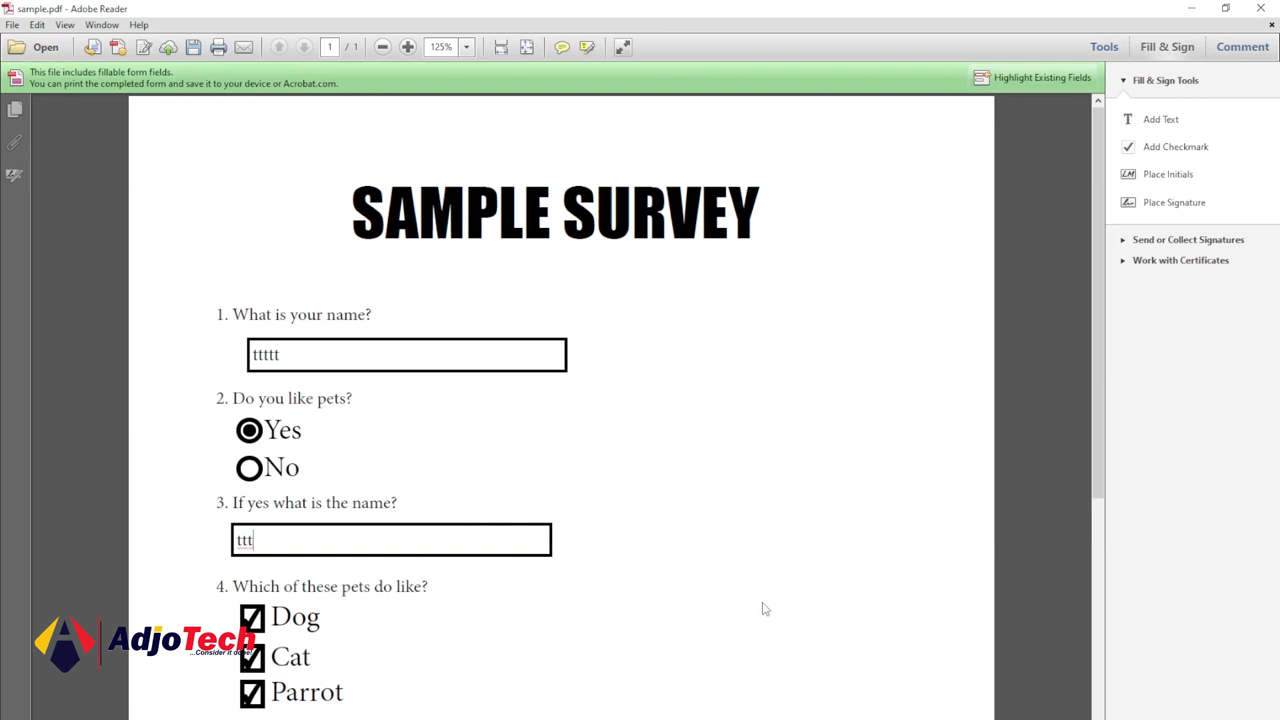 sample.pdf - Adobe Reader
File Edit View Window Help
Open 1 / 1 125% Tools Fill & Sign Comment
This file includes fillable form fields.
You can print the completed form and save it to your device or Acrobat.com.
Highlight Existing Fields
Fill & Sign Tools
Add Text
Add Checkmark
LM Place Initials
Place Signature
Send or Collect Signatures
Work with Certificates
SAMPLE SURVEY
1. What is your name?
ttttt
2. Do you like pets?
Yes
No
3. If yes what is the name?
ttt
4. Which of these pets do like?
Dog
Cat
Parrot
AdjoTech
...Consider it done!